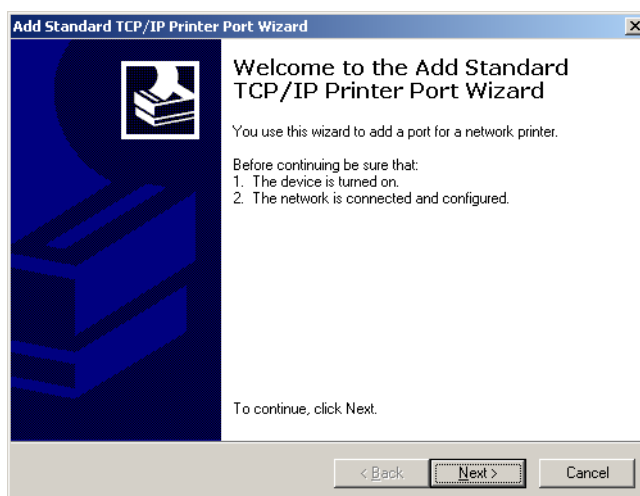 Add Standard TCP/IP Printer Port Wizard
Welcome to the Add Standard
TCP/IP Printer Port Wizard
You use this wizard to add a port for a network printer.
Before continuing be sure that:
1. The device is turned on.
2. The network is connected and configured.
To continue, click Next.
< Back
Next >
Cancel